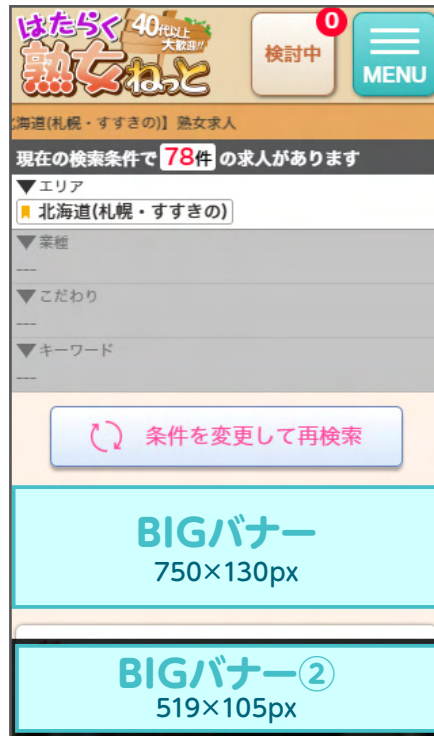 はたらく
40代以上
大歓迎!!
熟女ねっと
検討中
0
MENU
北海道(札幌・すすきの)】熟女求人
現在の検索条件で 78件 の求人があります
▼エリア
北海道(札幌・すすきの)
▼業種
---
▼こだわり
---
▼キーワード
---
条件を変更して再検索
BIGバナー
750×130px
BIGバナー②
519×105px